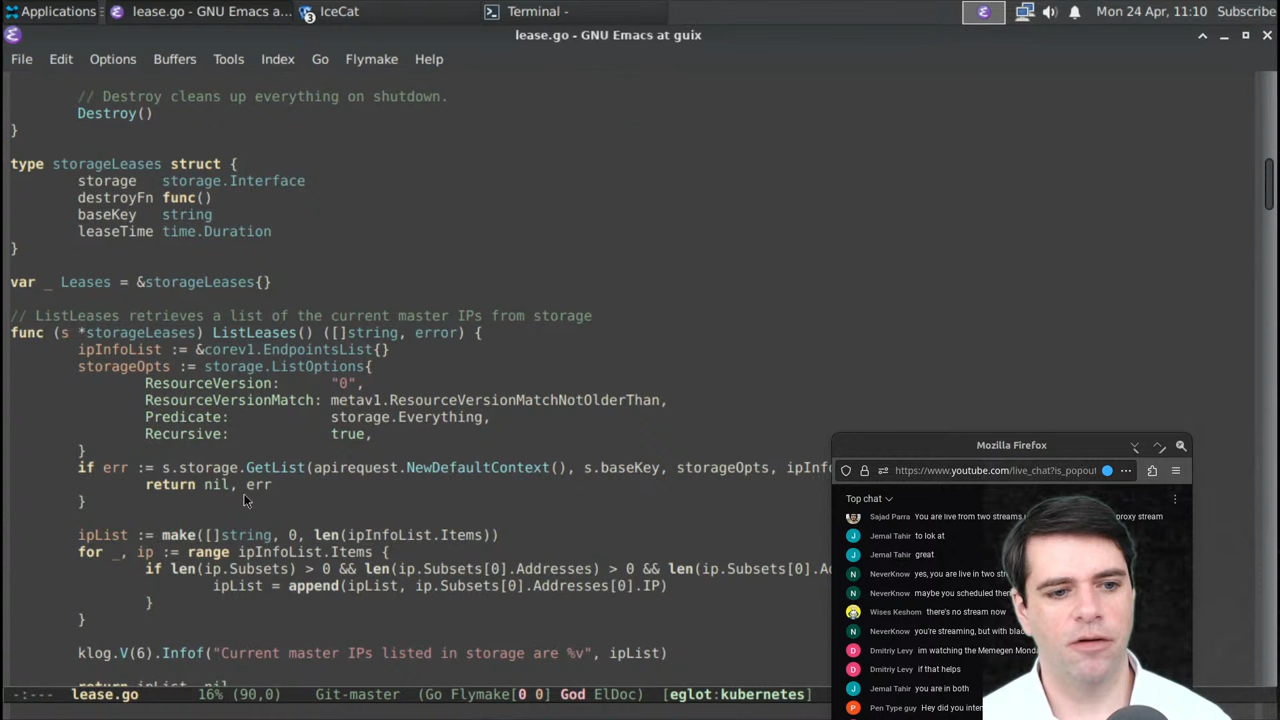 Applications lease.go - GNU Emacs a... IceCat Terminal - Mon 24 Apr, 11:10 Subscribe
3
lease.go - GNU Emacs at guix
File Edit Options Buffers Tools Index Go Flymake Help
// Destroy cleans up everything on shutdown.
Destroy()
}
type storageLeases struct {
storage storage.Interface
destroyFn func()
baseKey string
leaseTime time.Duration
}
var _ Leases = &storageLeases{}
// ListLeases retrieves a list of the current master IPs from storage
func (s *storageLeases) ListLeases() ([]string, error) {
ipInfoList := &corev1.EndpointsList{}
storageOpts := storage.ListOptions{
ResourceVersion: "0",
ResourceVersionMatch: metav1.ResourceVersionMatchNotOlderThan,
Predicate: storage.Everything,
Recursive: true,
}
if err := s.storage.GetList(apirequest.NewDefaultContext(), s.baseKey, storageOpts, ipInfo
return nil, err
}
ipList := make([]string, 0, len(ipInfoList.Items))
for _, ip := range ipInfoList.Items {
if len(ip.Subsets) > 0 && len(ip.Subsets[0].Addresses) > 0 && len(ip.Subsets[0].Ad
ipList = append(ipList, ip.Subsets[0].Addresses[0].IP)
}
}
klog.V(6).Infof("Current master IPs listed in storage are %v", ipList)
return ipList, nil
-:--- lease.go 16% (90,0) Git-master (Go Flymake[0 0] God ElDoc) [eglot:kubernetes]
Mozilla Firefox
https://www.youtube.com/live_chat?is_popout
Top chat
Sajad Parra You are live from two streams proxy stream
Jemal Tahir to lok at
Jemal Tahir great
NeverKnow yes, you are live in two str
NeverKnow maybe you scheduled them
Wises Keshom there's no stream now
NeverKnow you're streaming, but with blac
Dmitriy Levy im watching the Memegen Mond
Dmitriy Levy if that helps
Jemal Tahir you are in both
Pen Type guy Hey did you inten